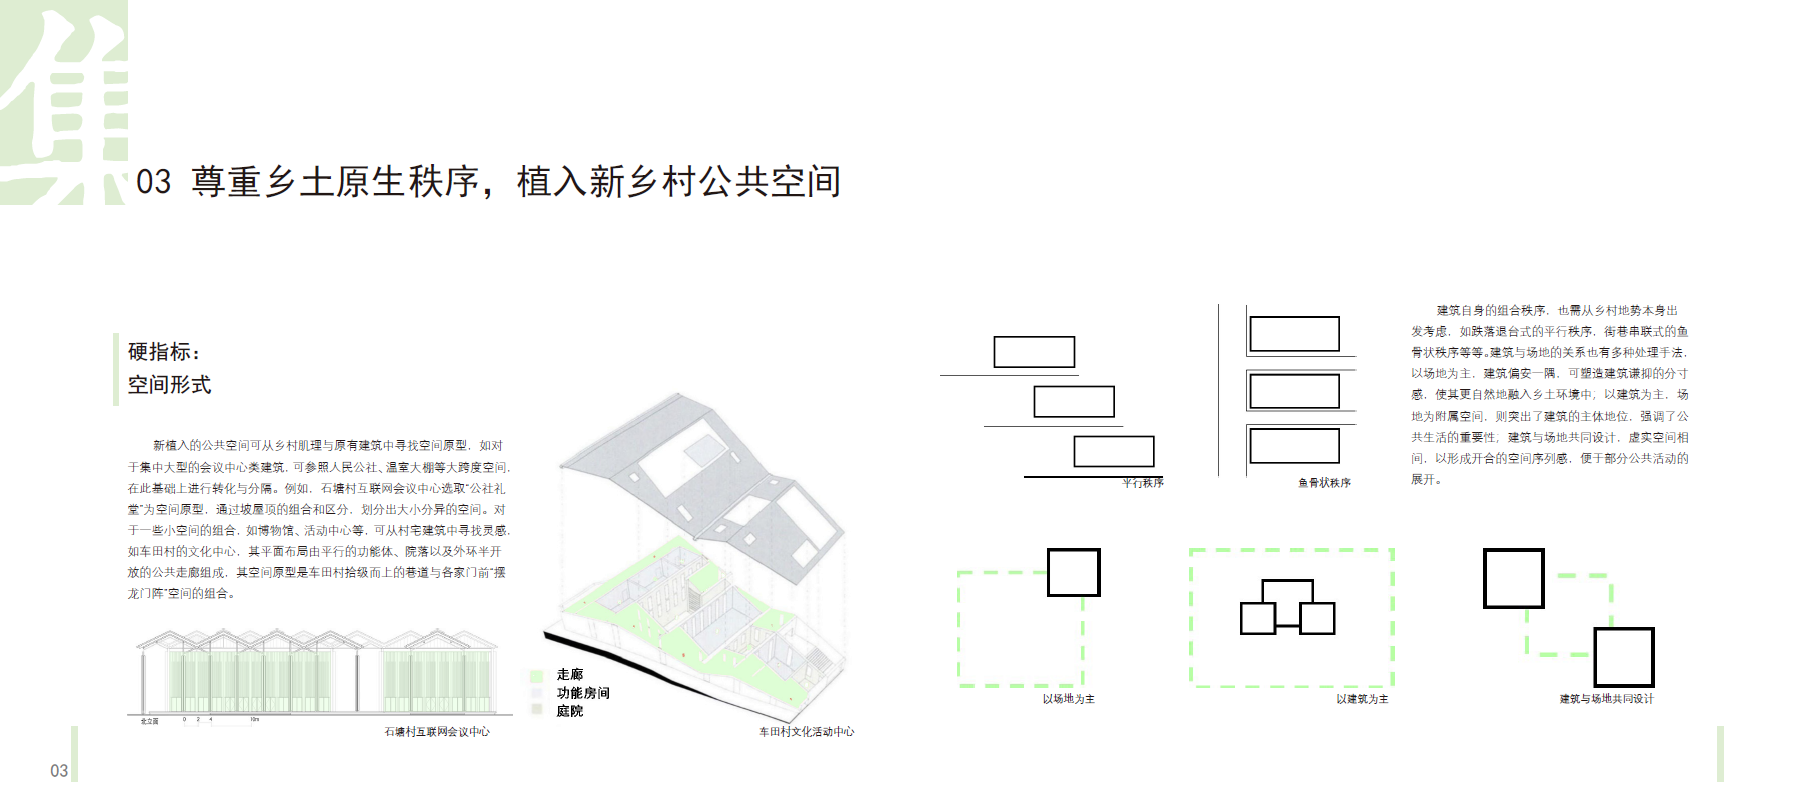 集
03 尊重乡土原生秩序，植入新乡村公共空间
硬指标：
空间形式
新植入的公共空间可从乡村肌理与原有建筑中寻找空间原型，如对
于集中大型的会议中心类建筑，可参照人民公社、温室大棚等大跨度空间，
在此基础上进行转化与分隔。例如，石塘村互联网会议中心选取“公社礼
堂”为空间原型，通过坡屋顶的组合和区分，划分出大小分异的空间。对
于一些小空间的组合，如博物馆、活动中心等，可从村宅建筑中寻找灵感，
如车田村的文化中心，其平面布局由平行的功能体、院落以及外环半开
放的公共走廊组成，其空间原型是车田村拾级而上的巷道与各家门前“摆
龙门阵”空间的组合。
北立面 0 2 4 10m
石塘村互联网会议中心
走廊
功能房间
庭院
车田村文化活动中心
平行秩序
鱼骨状秩序
建筑自身的组合秩序，也需从乡村地势本身出
发考虑，如跌落退台式的平行秩序，街巷串联式的鱼
骨状秩序等等。建筑与场地的关系也有多种处理手法，
以场地为主，建筑偏安一隅，可塑造建筑谦抑的分寸
感，使其更自然地融入乡土环境中；以建筑为主，场
地为附属空间，则突出了建筑的主体地位，强调了公
共生活的重要性；建筑与场地共同设计，虚实空间相
间，以形成开合的空间序列感，便于部分公共活动的
展开。
以场地为主
以建筑为主
建筑与场地共同设计
03